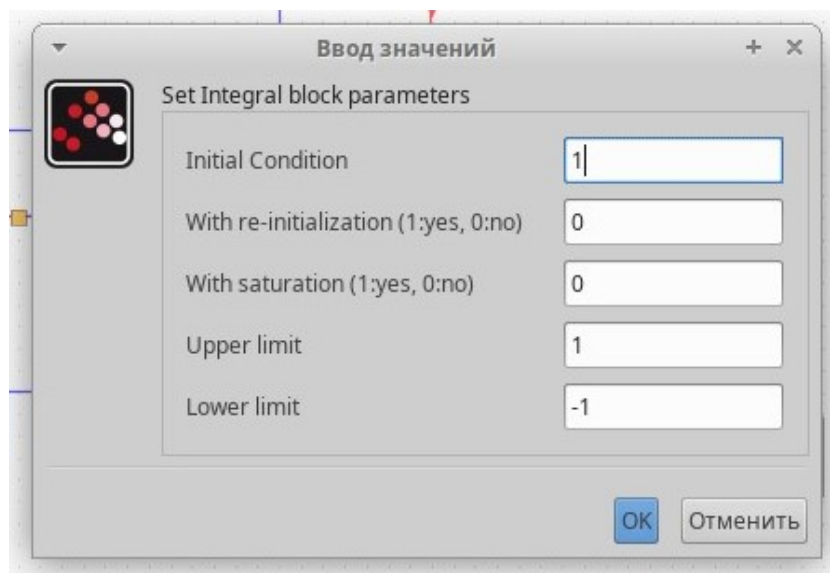 Ввод значений
Set Integral block parameters
Initial Condition 1
With re-initialization (1:yes, 0:no) 0
With saturation (1:yes, 0:no) 0
Upper limit 1
Lower limit -1
OK Отменить